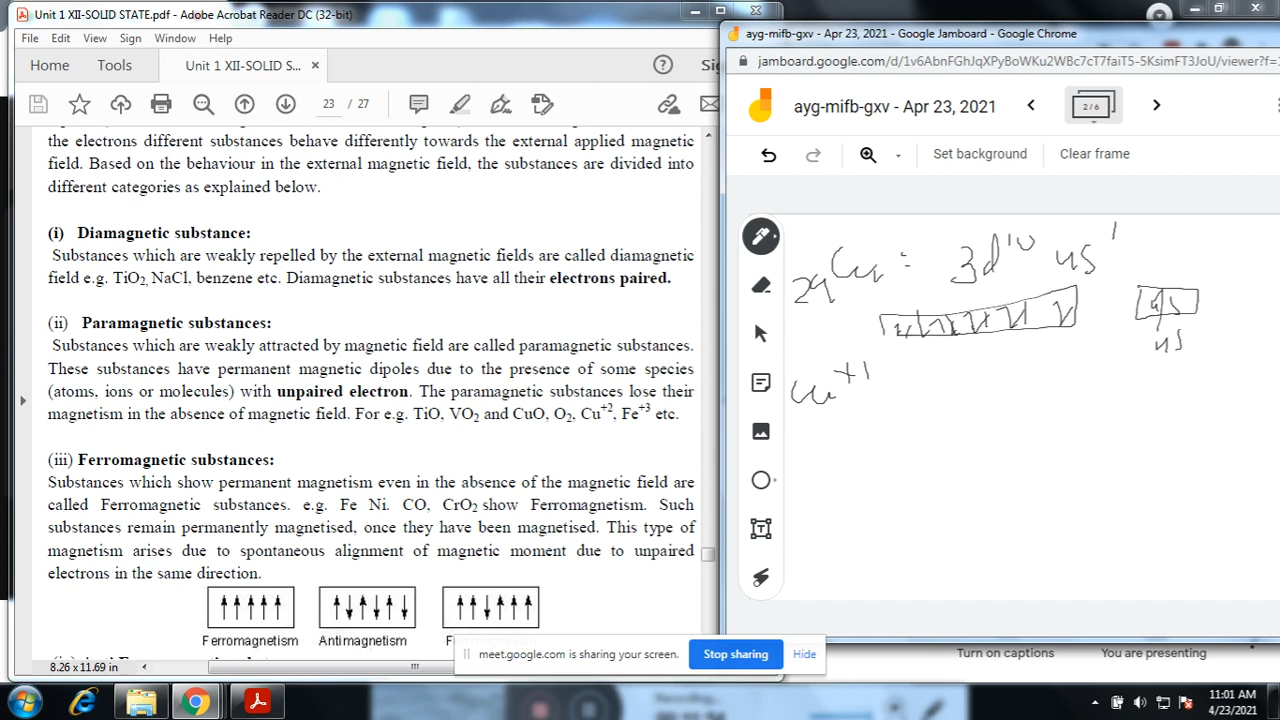 Unit 1 XII-SOLID STATE.pdf - Adobe Acrobat Reader DC (32-bit)
File Edit View Sign Window Help
Home Tools Unit 1 XII-SOLID S... × Sig
23 / 27
the electrons different substances behave differently towards the external applied magnetic
field. Based on the behaviour in the external magnetic field, the substances are divided into
different categories as explained below.
(i) Diamagnetic substance:
Substances which are weakly repelled by the external magnetic fields are called diamagnetic
field e.g. TiO2, NaCl, benzene etc. Diamagnetic substances have all their electrons paired.
(ii) Paramagnetic substances:
Substances which are weakly attracted by magnetic field are called paramagnetic substances.
These substances have permanent magnetic dipoles due to the presence of some species
(atoms, ions or molecules) with unpaired electron. The paramagnetic substances lose their
magnetism in the absence of magnetic field. For e.g. TiO, VO2 and CuO, O2, Cu+2, Fe+3 etc.
(iii) Ferromagnetic substances:
Substances which show permanent magnetism even in the absence of the magnetic field are
called Ferromagnetic substances. e.g. Fe Ni. CO, CrO2 show Ferromagnetism. Such
substances remain permanently magnetised, once they have been magnetised. This type of
magnetism arises due to spontaneous alignment of magnetic moment due to unpaired
electrons in the same direction.
Ferromagnetism Antimagnetism
8.26 x 11.69 in
ayg-mifb-gxv - Apr 23, 2021 - Google Jamboard - Google Chrome
jamboard.google.com/d/1v6AbnFGhJqXPyBoWKu2WBc7cT7faiT5-5KsimFT3JoU/viewer?f=1
ayg-mifb-gxv - Apr 23, 2021 2 / 6
Set background Clear frame
29Cu : 3d10 4s1
4s
Cu+1
meet.google.com is sharing your screen. Stop sharing Hide
Turn on captions You are presenting
Recording...
11:01 AM
4/23/2021